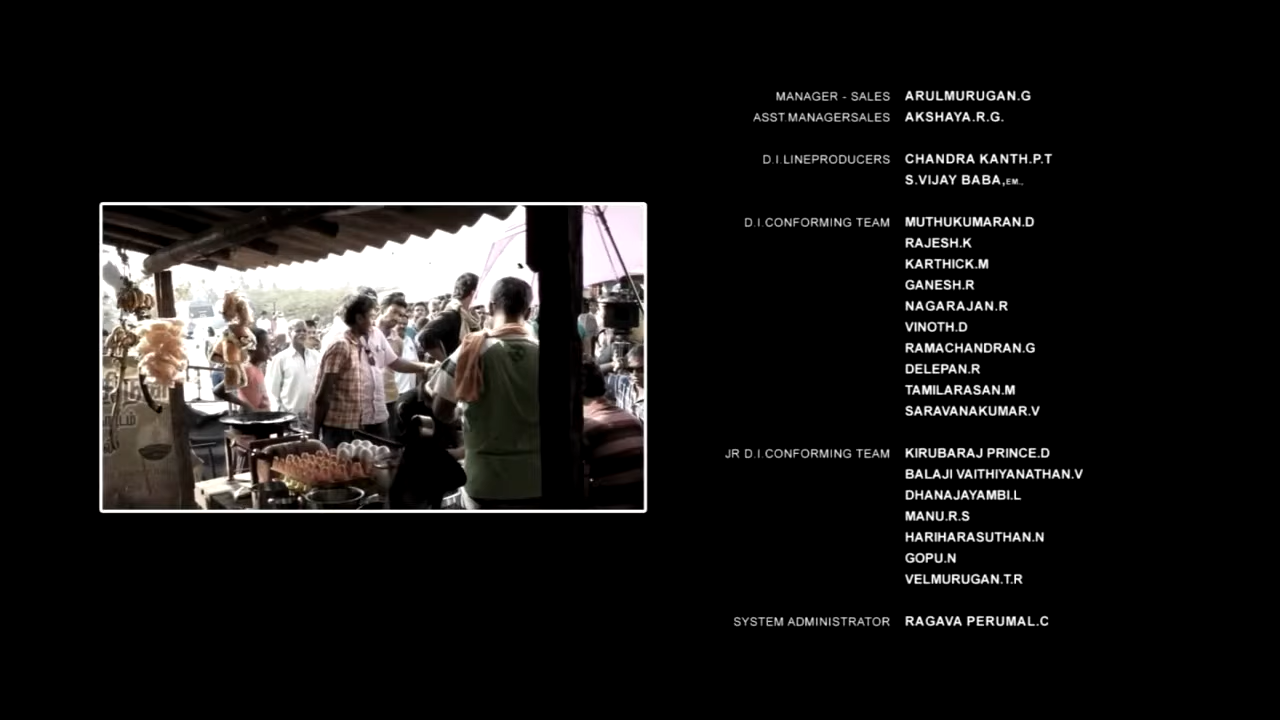 MANAGER - SALES ARULMURUGAN.G
ASST.MANAGERSALES AKSHAYA.R.G.
D.I.LINEPRODUCERS CHANDRA KANTH.P.T
S.VIJAY BABA,EM.,
D.I.CONFORMING TEAM MUTHUKUMARAN.D
RAJESH.K
KARTHICK.M
GANESH.R
NAGARAJAN.R
VINOTH.D
RAMACHANDRAN.G
DELEPAN.R
TAMILARASAN.M
SARAVANAKUMAR.V
JR D.I.CONFORMING TEAM KIRUBARAJ PRINCE.D
BALAJI VAITHIYANATHAN.V
DHANAJAYAMBI.L
MANU.R.S
HARIHARASUTHAN.N
GOPU.N
VELMURUGAN.T.R
SYSTEM ADMINISTRATOR RAGAVA PERUMAL.C